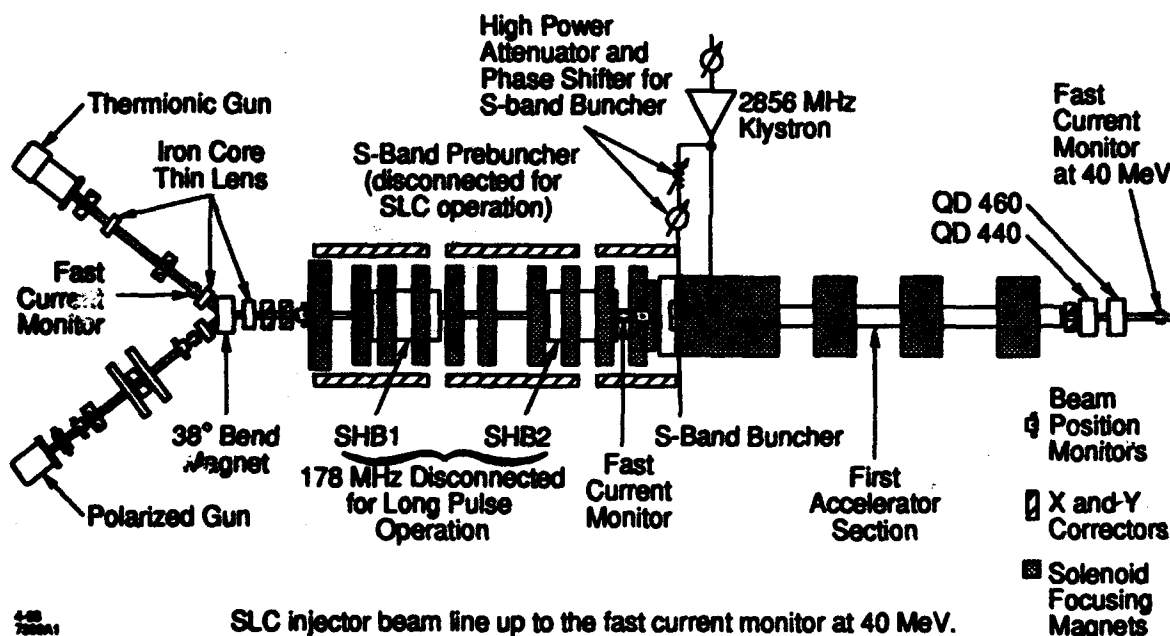 High Power
Attenuator and
Phase Shifter for
S-band Buncher
2856 MHz
Klystron
Fast
Current
Monitor
at 40 MeV
Thermionic Gun
Iron Core
Thin Lens
S-Band Prebuncher
(disconnected for
SLC operation)
QD 460
QD 440
Fast
Current
Monitor
38° Bend
Magnet
SHB1
SHB2
S-Band Buncher
178 MHz Disconnected
for Long Pulse
Operation
Fast
Current
Monitor
First
Accelerator
Section
Beam
Position
Monitors
X and Y
Correctors
Solenoid
Focusing
Magnets
Polarized Gun
SLC injector beam line up to the fast current monitor at 40 MeV.